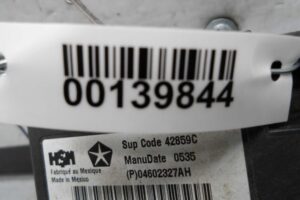 00139844
Sup Code 42859C
HSM
ManuDate 0535
Fabriqué au Mexique
Made in Mexico
(P)04602327AH